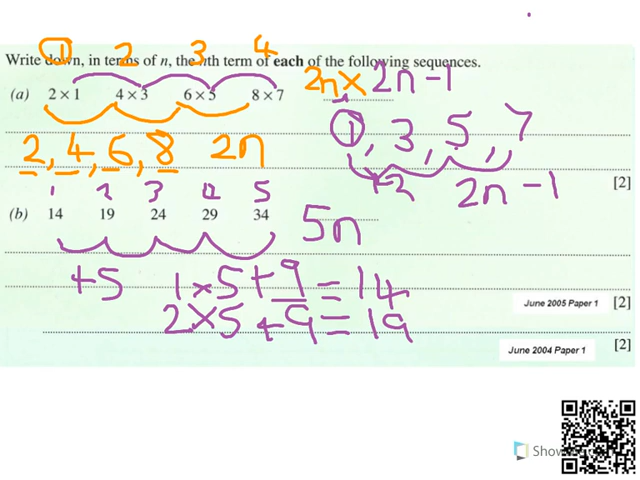 ① 2 3 4
Write down, in terms of n, the nth term of each of the following sequences.
(a) 2 × 1 4 × 3 6 × 5 8 × 7 2n × 2n - 1
①, 3, 5, 7
2, 4, 6, 8 2n +2 2n - 1
[2]
1 2 3 4 5
(b) 14 19 24 29 34 5n
+5 1 × 5 + 9 = 14
June 2005 Paper 1 [2]
2 × 5 + 9 = 19
June 2004 Paper 1 [2]